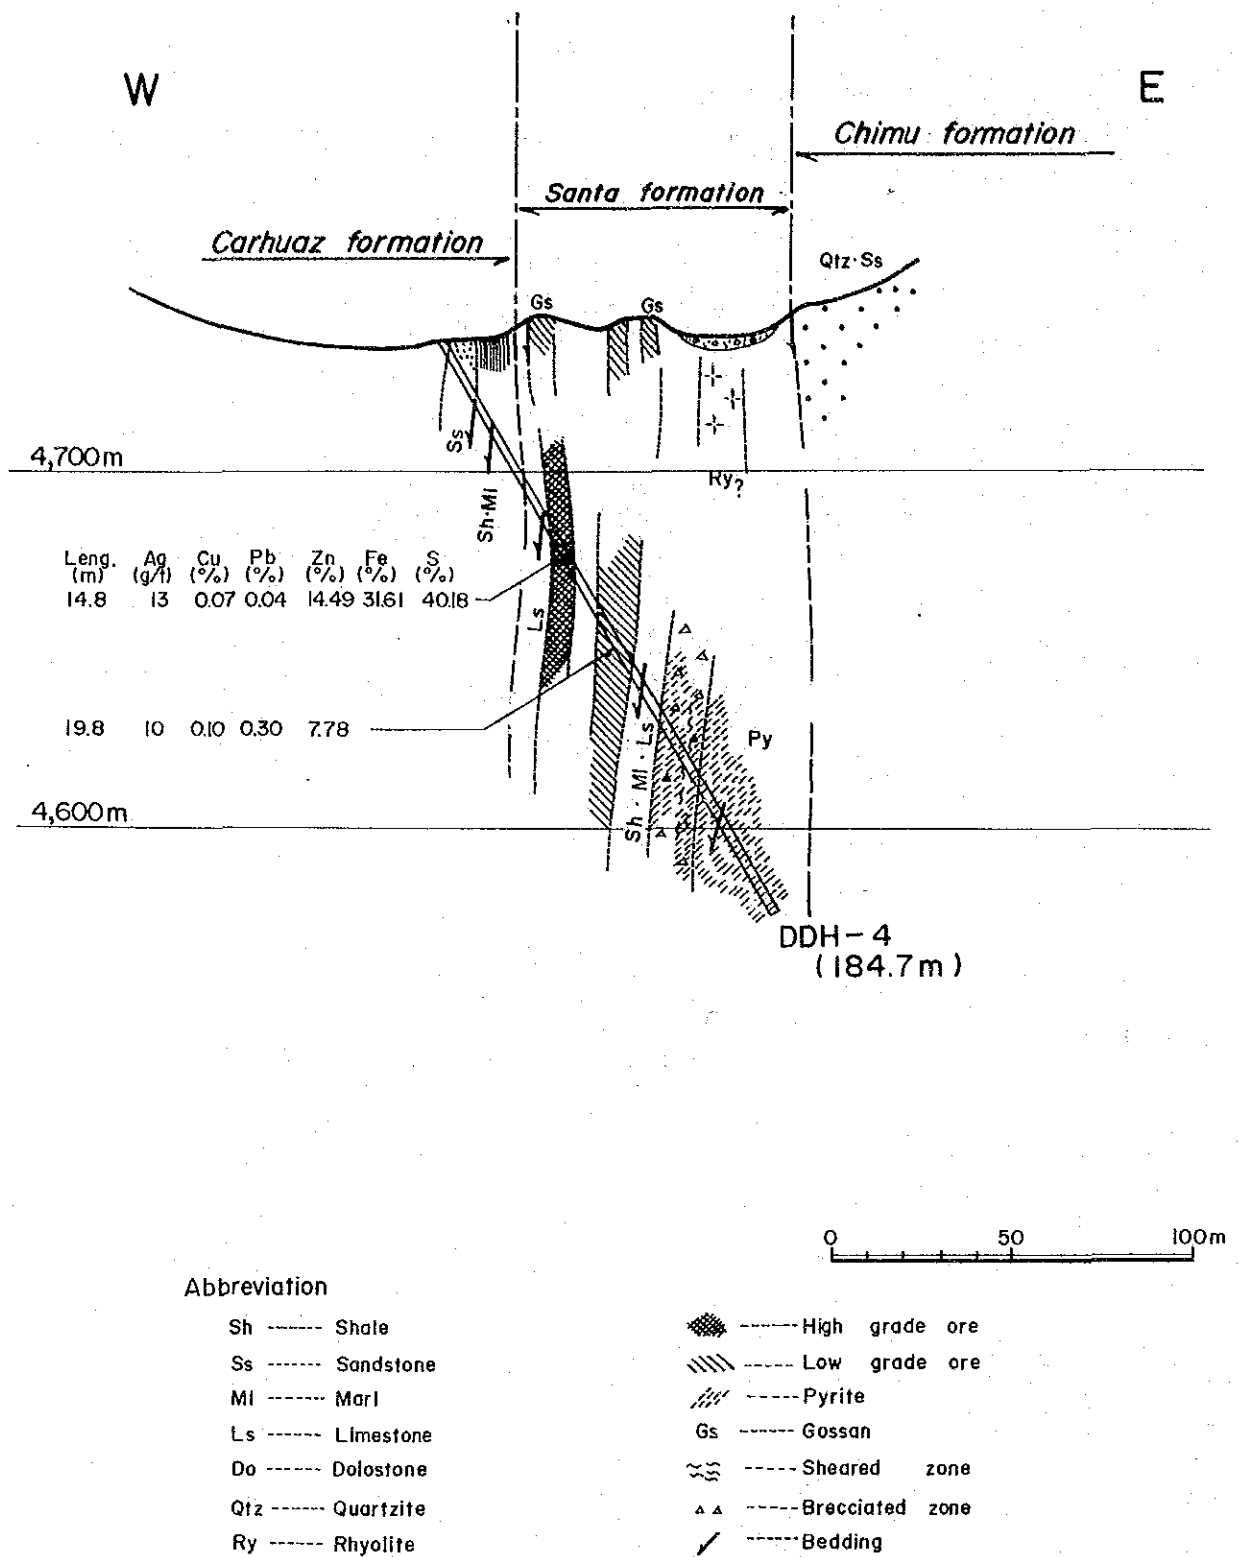 W
E
Chimu formation
Santa formation
Carhuaz formation
Qtz·Ss
Gs
Gs
Ss
4,700m
Ry?
Sh·Ml
Leng. Ag Cu Pb Zn Fe S
(m) (g/t) (%) (%) (%) (%) (%)
14.8 13 0.07 0.04 14.49 31.61 40.18
Ls
19.8 10 0.10 0.30 7.78
Py
Sh · Ml · Ls
4,600m
DDH-4
(184.7m)
0 50 100m
Abbreviation
Sh ------ Shale
Ss ------ Sandstone
Ml ------ Marl
Ls ------ Limestone
Do ------ Dolostone
Qtz ------ Quartzite
Ry ------ Rhyolite
------ High grade ore
------ Low grade ore
------ Pyrite
Gs ------ Gossan
------ Sheared zone
------ Brecciated zone
------ Bedding